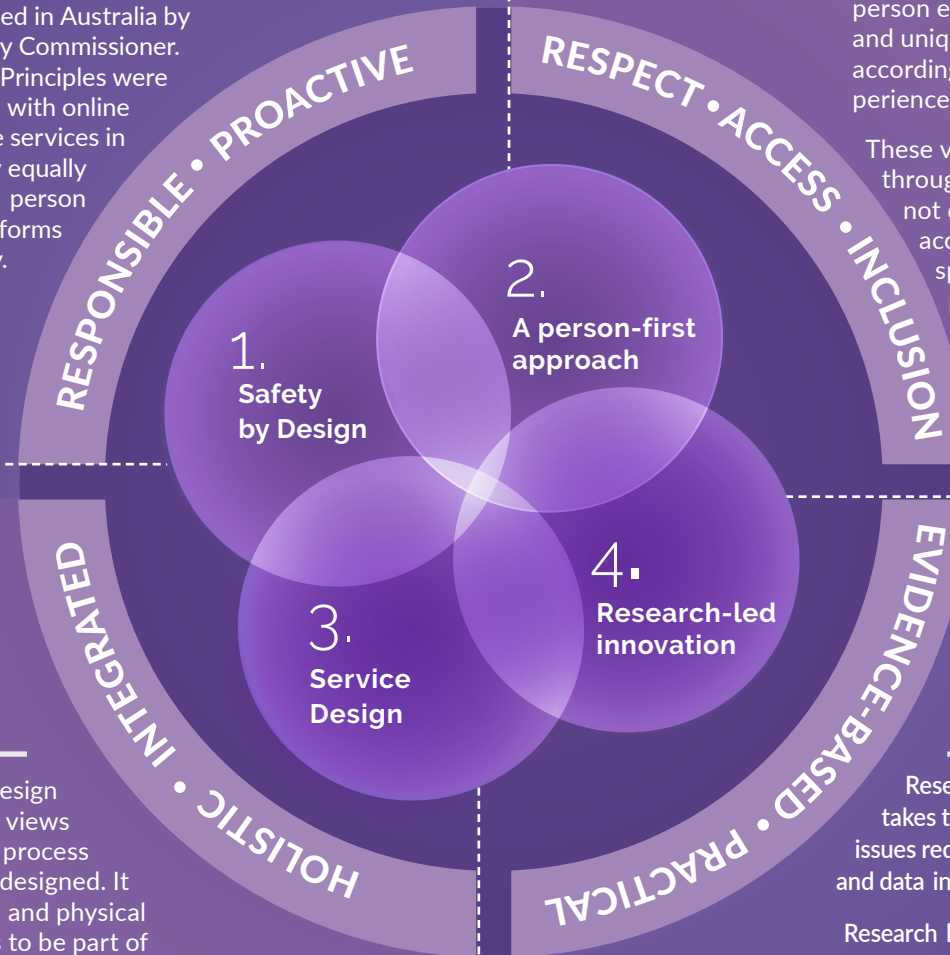 ed in Australia by
y Commissioner.
Principles were
with online
e services in
equally
person
forms
person e
and uniq
according
perience
These v
throug
not
acc
sp
RESPONSIBLE • PROACTIVE
RESPECT • ACCESS • INCLUSION
1.
Safety
by Design
2.
A person-first
approach
3.
Service
Design
4.
Research-led
innovation
HOLISTIC • INTEGRATED
EVIDENCE-BASED • PRACTICAL
esign
views
process
designed. It
and physical
s to be part of
Rese
takes t
issues rec
and data in
Research